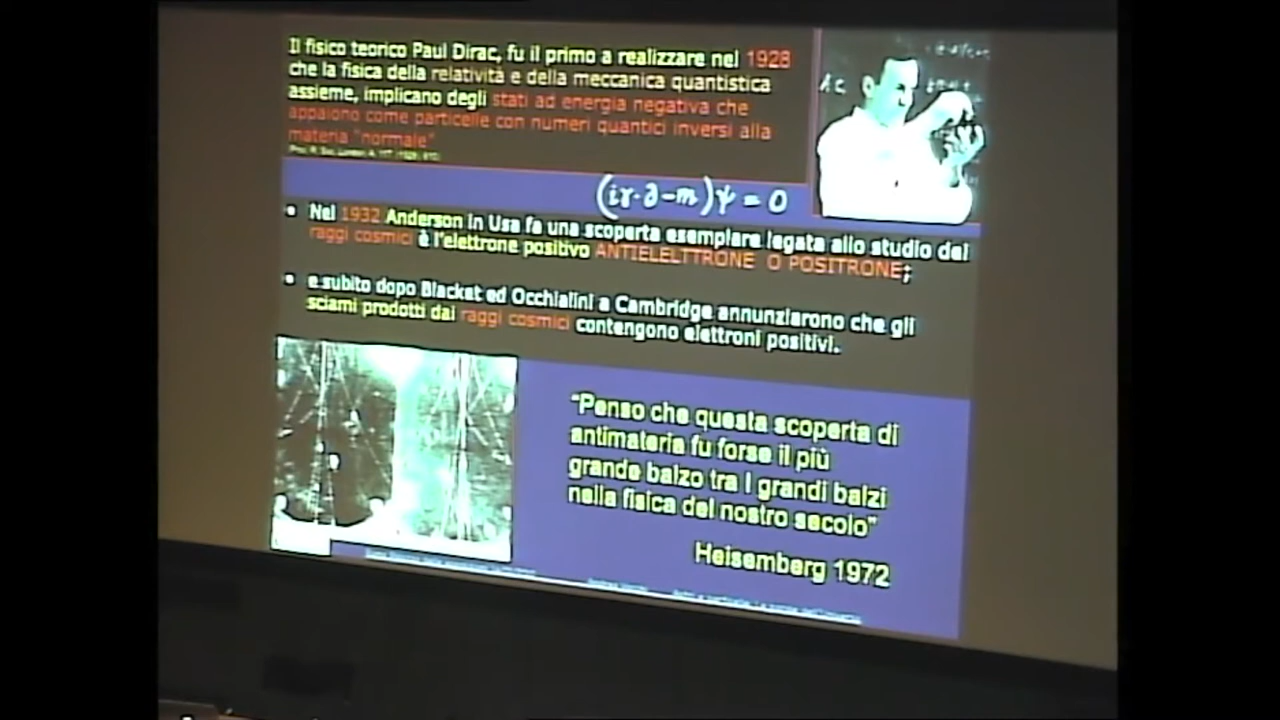 Il fisico teorico Paul Dirac, fu il primo a realizzare nel 1928
che la fisica della relatività e della meccanica quantistica
assieme, implicano degli stati ad energia negativa che
appaiono come particelle con numeri quantici inversi alla
materia "normale"
(iγ·∂-m)ψ = 0
• Nel 1932 Anderson in Usa fa una scoperta esemplare legata allo studio dei
raggi cosmici è l'elettrone positivo ANTIELELTTRONE O POSITRONE;
• e subito dopo Blacket ed Occhialini a Cambridge annunziarono che gli
sciami prodotti dai raggi cosmici contengono elettroni positivi.
"Penso che questa scoperta di
antimateria fu forse il più
grande balzo tra i grandi balzi
nella fisica del nostro secolo"
Heisemberg 1972